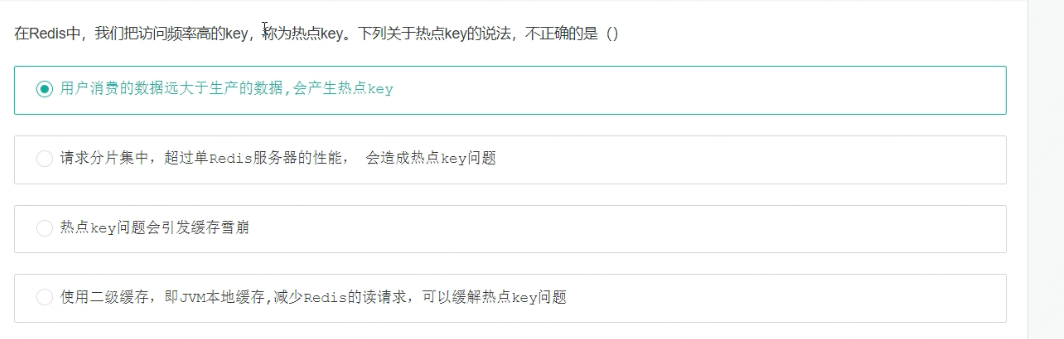 在Redis中，我们把访问频率高的key，称为热点key。下列关于热点key的说法，不正确的是（）
用户消费的数据远大于生产的数据,会产生热点key
请求分片集中，超过单Redis服务器的性能， 会造成热点key问题
热点key问题会引发缓存雪崩
使用二级缓存，即JVM本地缓存,减少Redis的读请求，可以缓解热点key问题